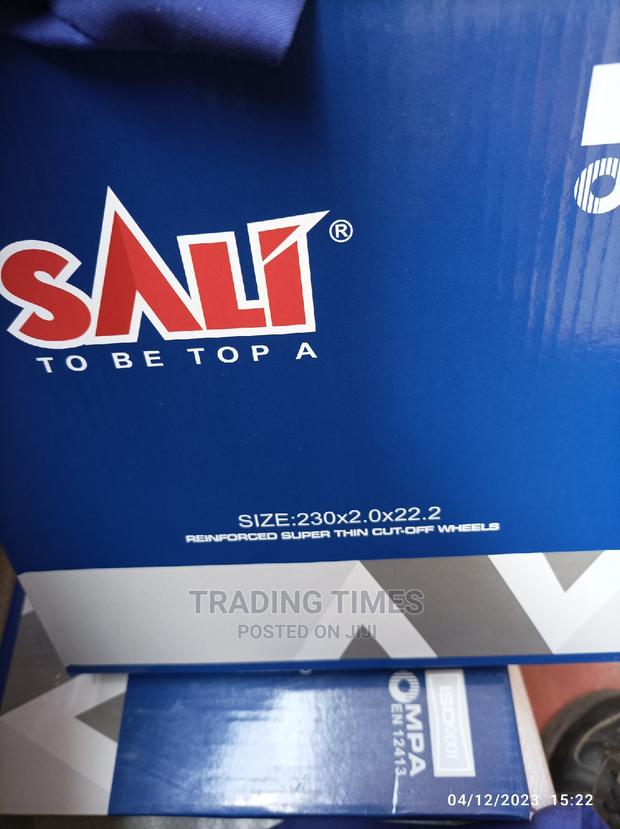 SALI®
TO BE TOP A
SIZE:230x2.0x22.2
REINFORCED SUPER THIN CUT-OFF WHEELS
TRADING TIMES
POSTED ON JIJI
MPA
EN 12413
ISO9001
04/12/2023 15:22